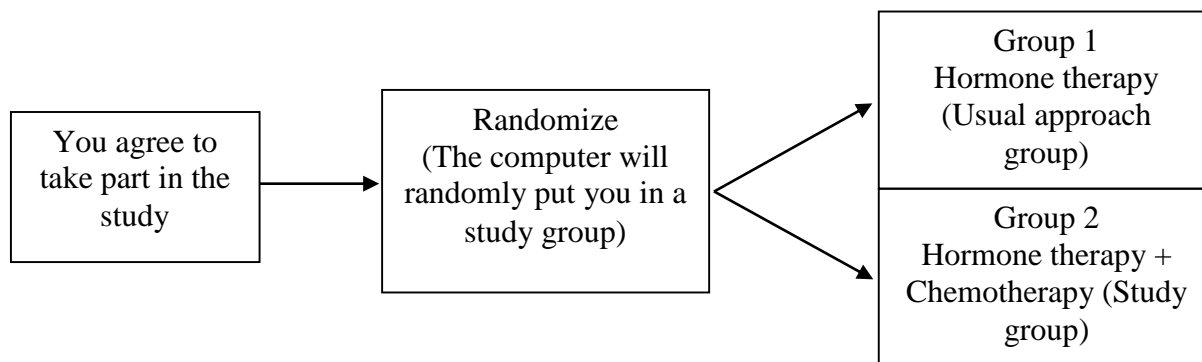 You agree to
take part in the
study
Randomize
(The computer will
randomly put you in a
study group)
Group 1
Hormone therapy
(Usual approach
group)
Group 2
Hormone therapy +
Chemotherapy (Study
group)